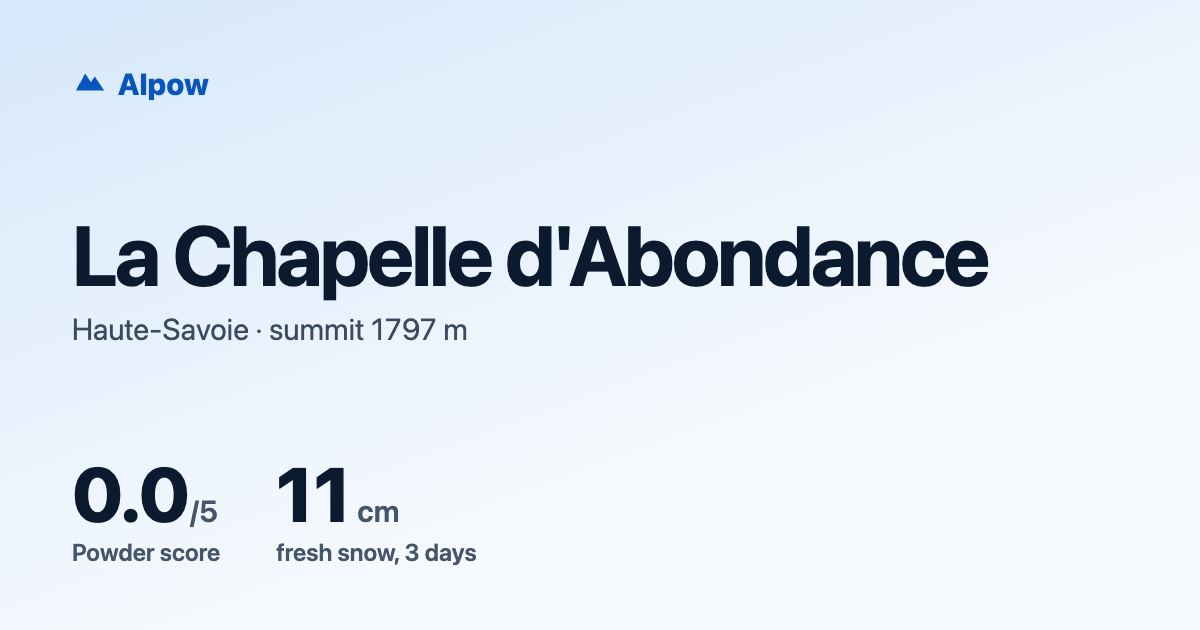 Alpow
La Chapelle d'Abondance
Haute-Savoie · summit 1797 m
0.0/5 11 cm
Powder score fresh snow, 3 days